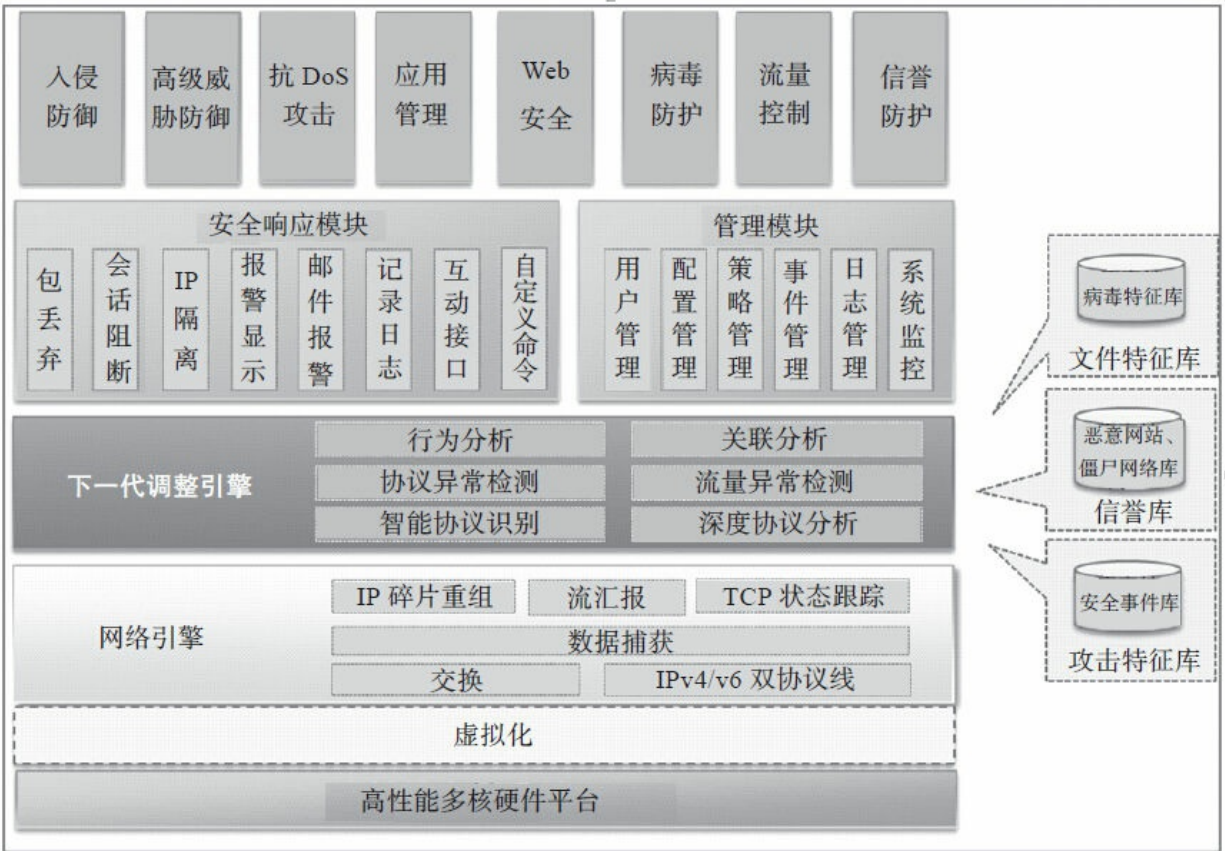 入侵
防御
高级威
胁防御
抗 DoS
攻击
应用
管理
Web
安全
病毒
防护
流量
控制
信誉
防护
安全响应模块
包丢弃
会话阻断
IP
隔离
报警显示
邮件报警
记录日志
互动接口
自定义命令
管理模块
用户管理
配置管理
策略管理
事件管理
日志管理
系统监控
下一代调整引擎
行为分析
关联分析
协议异常检测
流量异常检测
智能协议识别
深度协议分析
网络引擎
IP 碎片重组
流汇报
TCP 状态跟踪
数据捕获
交换
IPv4/v6 双协议线
虚拟化
高性能多核硬件平台
病毒特征库
文件特征库
恶意网站、
僵尸网络库
信誉库
安全事件库
攻击特征库